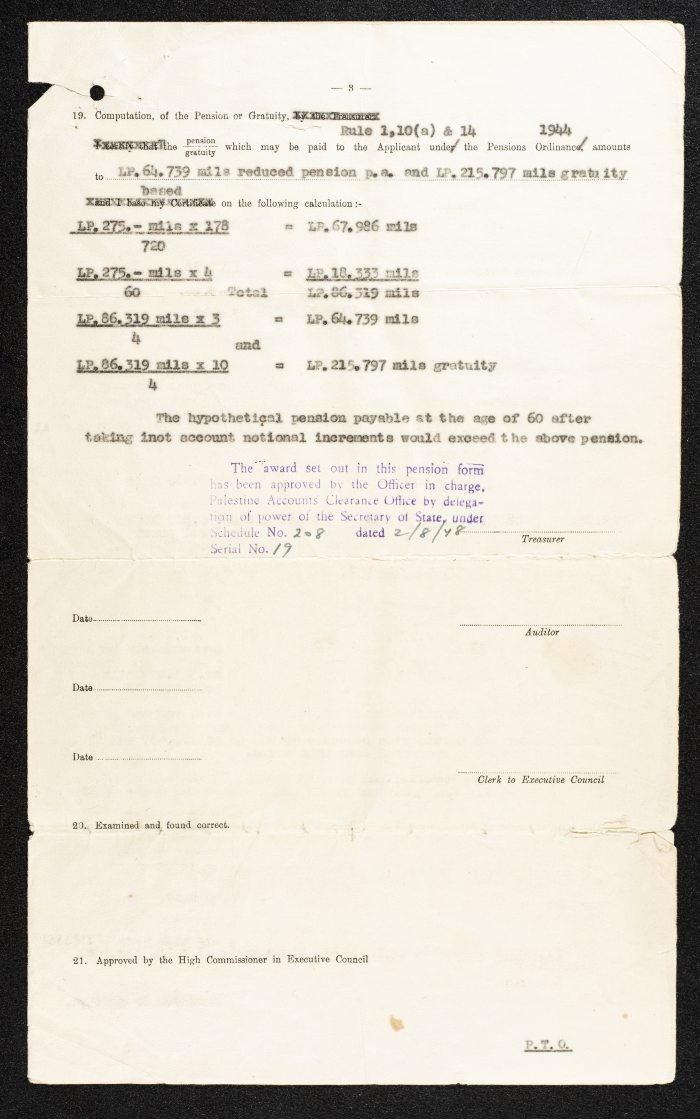 — 3 —
19. Computation, of the Pension or Gratuity, by the Treasurer
Rule 1,10(a) & 14 1944
the pension gratuity which may be paid to the Applicant under/ the Pensions Ordinance,/ amounts
to LP.64.739 mils reduced pension p.a. and LP.215.797 mils gratuity
based
and I base my Certificate on the following calculation:-
LP.275.- mils x 178 = LP.67.986 mils
720
LP.275.- mils x 4 = LP.18.333 mils
60 Total LP.86.319 mils
LP.86.319 mils x 3 = LP.64.739 mils
4
and
LP.86.319 mils x 10 = LP.215.797 mils gratuity
4
The hypothetical pension payable at the age of 60 after
taking inot account notional increments would exceed the above pension.
The award set out in this pension form
has been approved by the Officer in charge,
Palestine Accounts Clearance Office by delega-
tion of power of the Secretary of State, under
Schedule No. 208 dated 2/8/48
Treasurer
Serial No. 19
Date
Auditor
Date
Date
Clerk to Executive Council
20. Examined and found correct.
21. Approved by the High Commissioner in Executive Council
P.T.O.